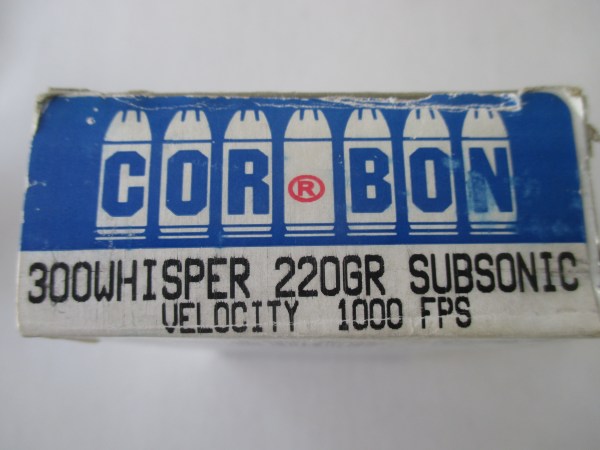 COR®BON
300WHISPER 220GR SUBSONIC
VELOCITY 1000 FPS